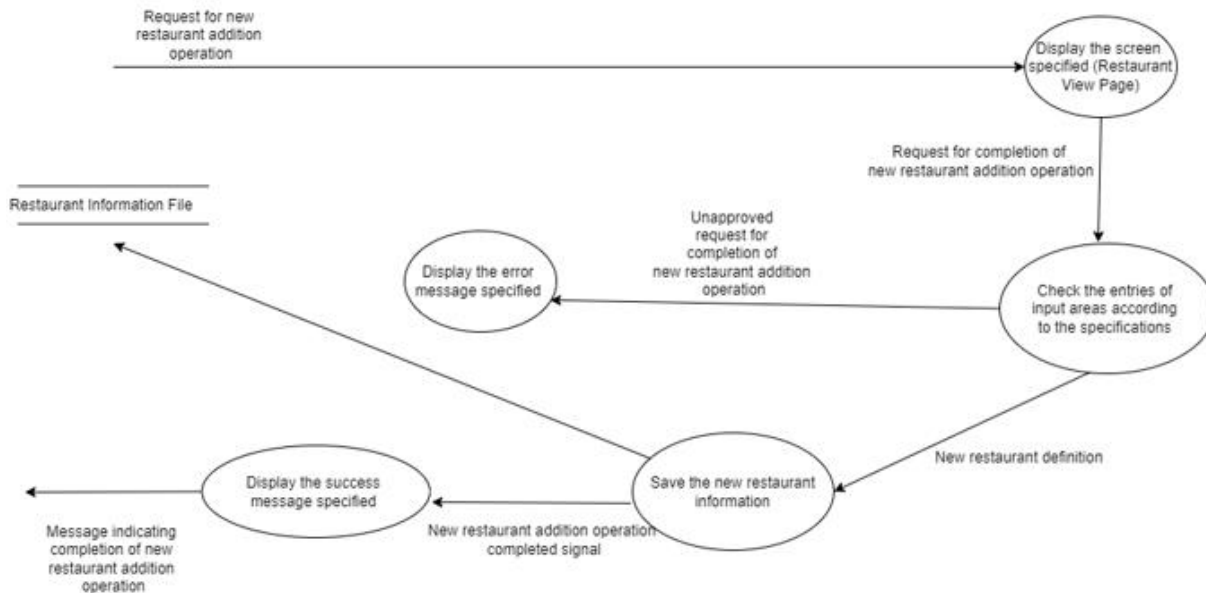 Request for new
restaurant addition
operation
Display the screen
specified (Restaurant
View Page)
Request for completion of
new restaurant addition operation
Restaurant Information File
Unapproved
request for
completion of
new restaurant addition
operation
Display the error
message specified
Check the entries of
input areas according
to the specifications
New restaurant definition
Save the new restaurant
information
Display the success
message specified
New restaurant addition operation
completed signal
Message indicating
completion of new
restaurant addition
operation